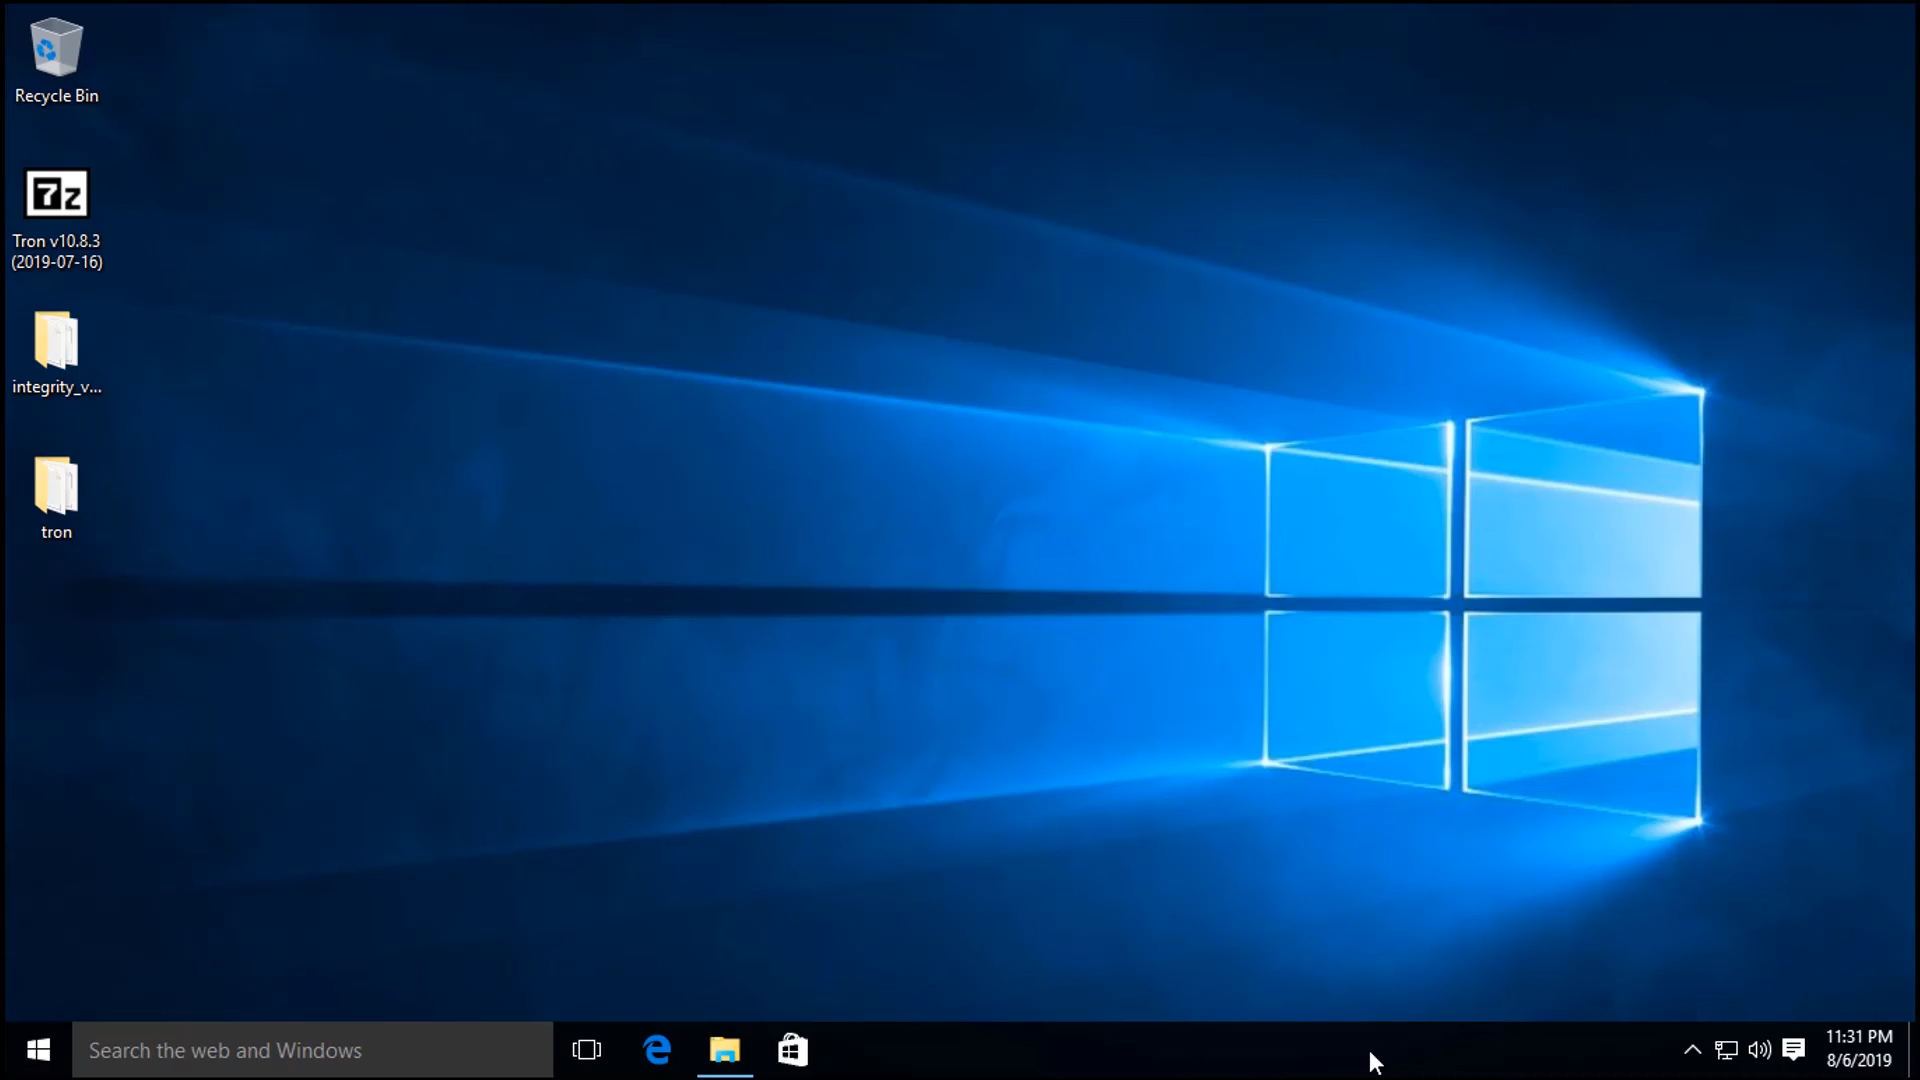 Recycle Bin
7z
Tron v10.8.3
(2019-07-16)
integrity_v...
tron
Search the web and Windows
11:31 PM
8/6/2019